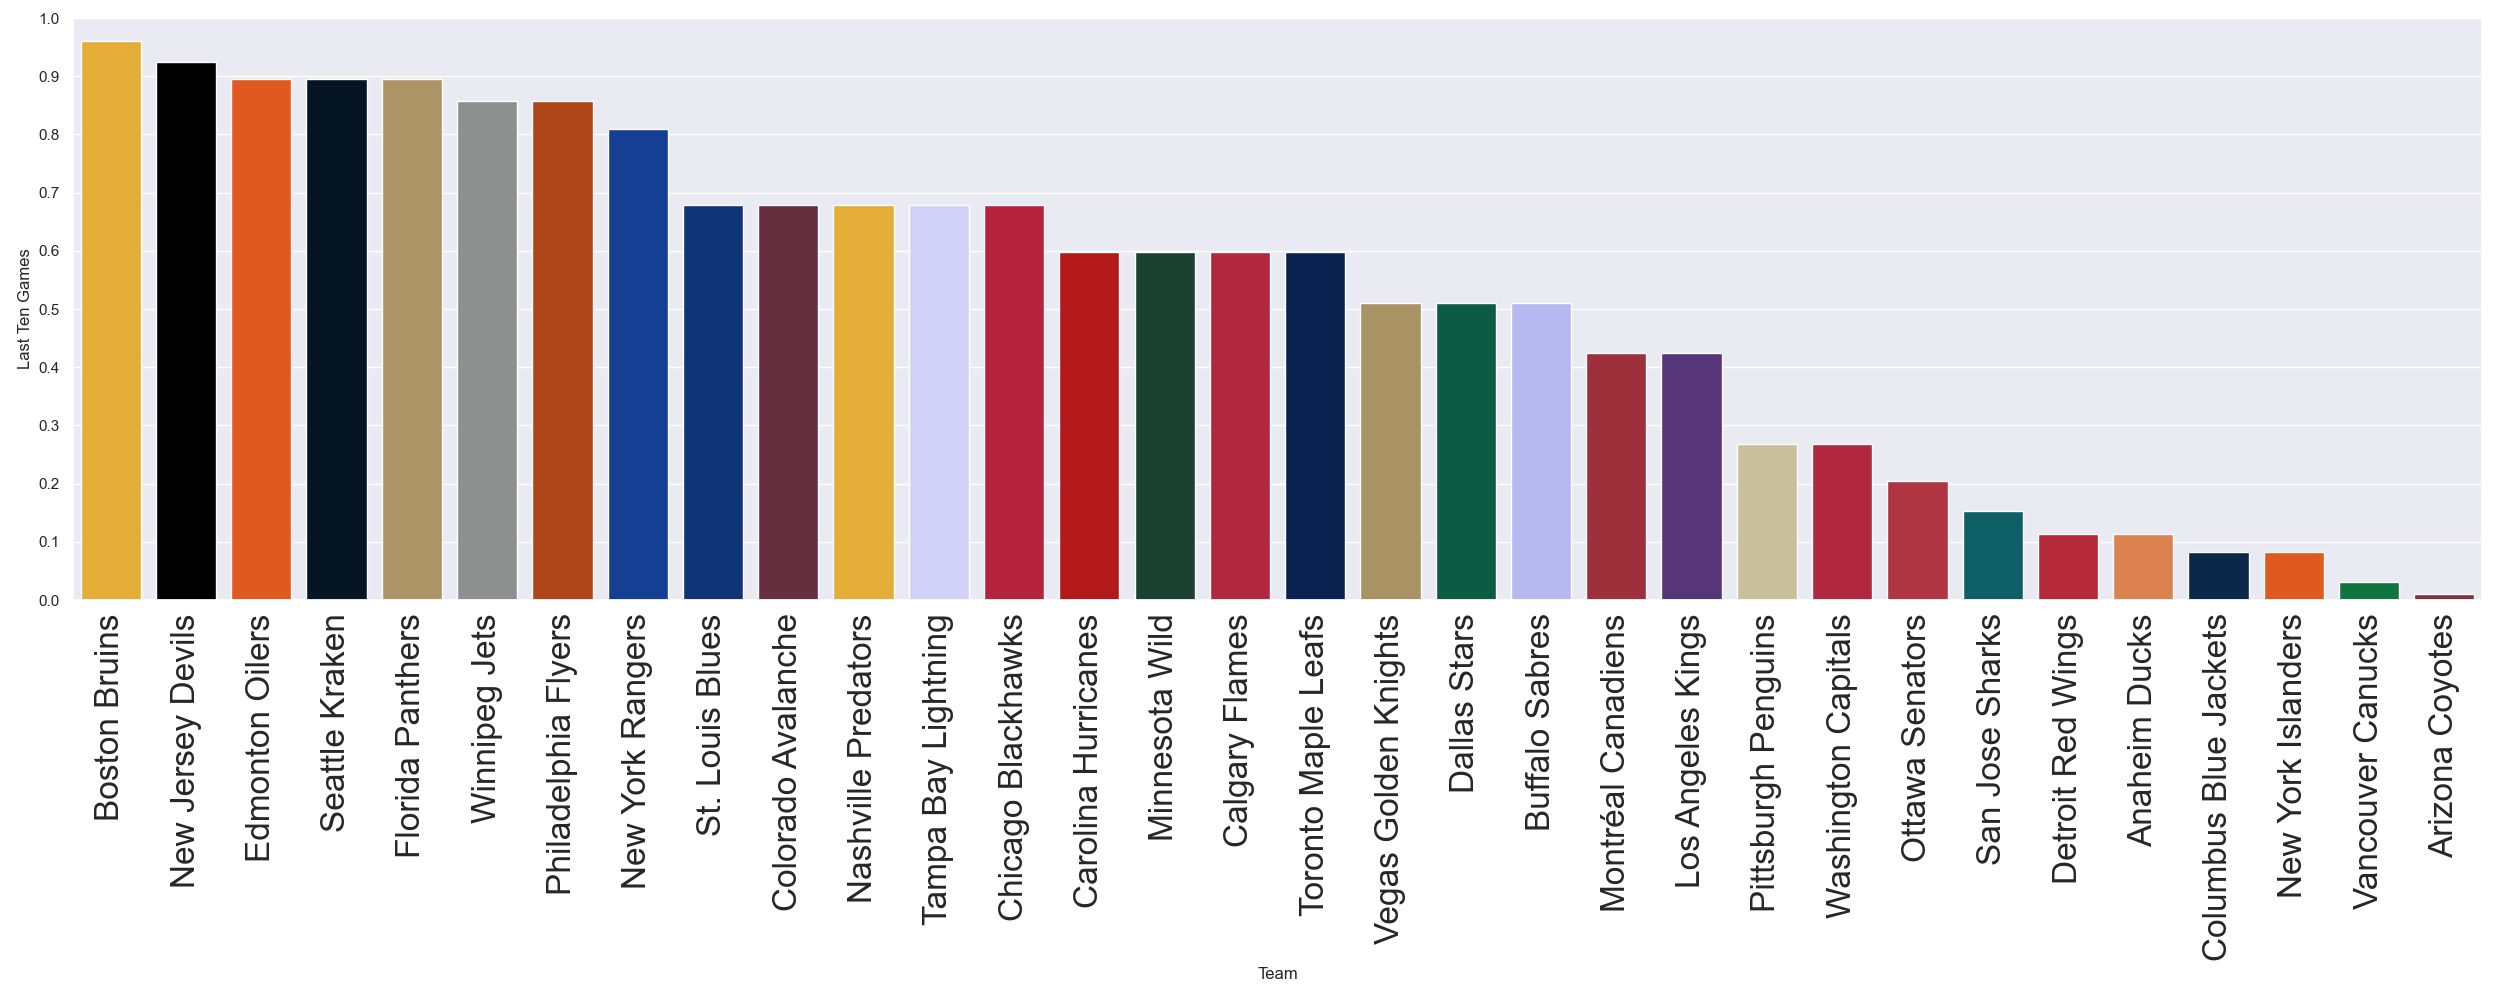 1.0
0.9
0.8
0.7
0.6
0.5
0.4
0.3
0.2
0.1
0.0
Last Ten Games
Boston Bruins
New Jersey Devils
Edmonton Oilers
Seattle Kraken
Florida Panthers
Winnipeg Jets
Philadelphia Flyers
New York Rangers
St. Louis Blues
Colorado Avalanche
Nashville Predators
Tampa Bay Lightning
Chicago Blackhawks
Carolina Hurricanes
Minnesota Wild
Calgary Flames
Toronto Maple Leafs
Vegas Golden Knights
Dallas Stars
Buffalo Sabres
Montréal Canadiens
Los Angeles Kings
Pittsburgh Penguins
Washington Capitals
Ottawa Senators
San Jose Sharks
Detroit Red Wings
Anaheim Ducks
Columbus Blue Jackets
New York Islanders
Vancouver Canucks
Arizona Coyotes
Team